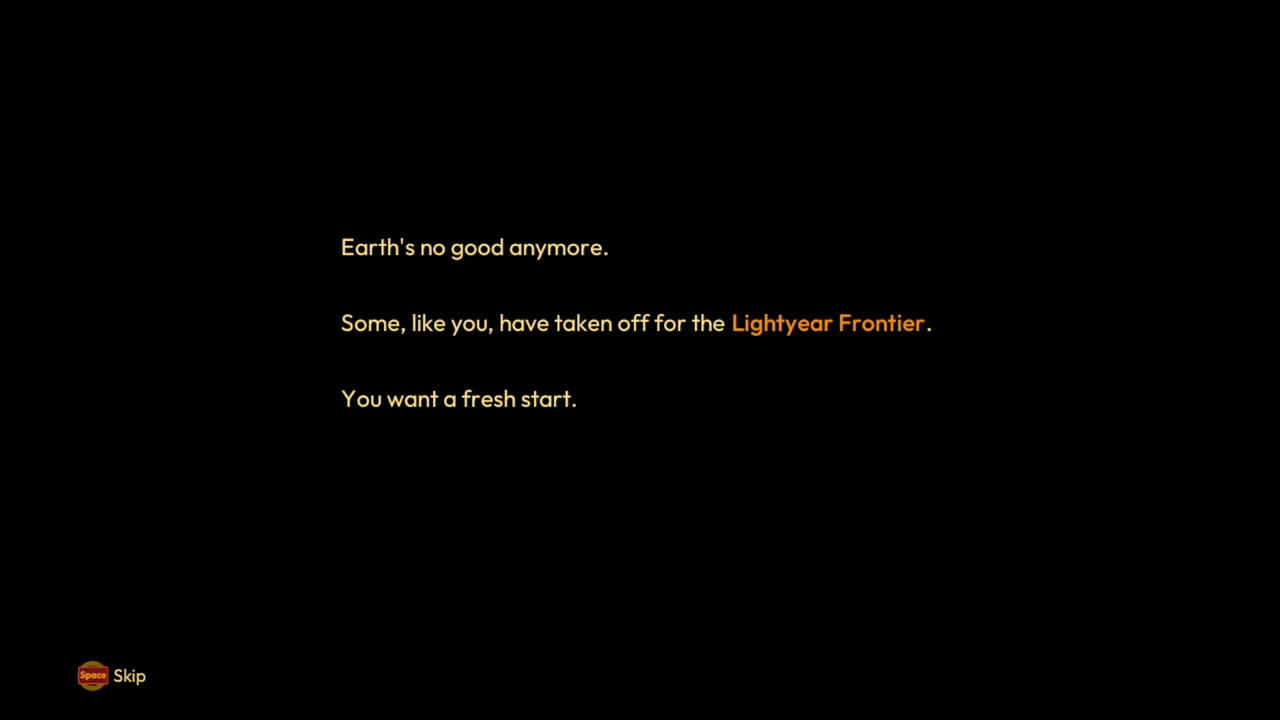 Earth's no good anymore.
Some, like you, have taken off for the Lightyear Frontier.
You want a fresh start.
Space Skip